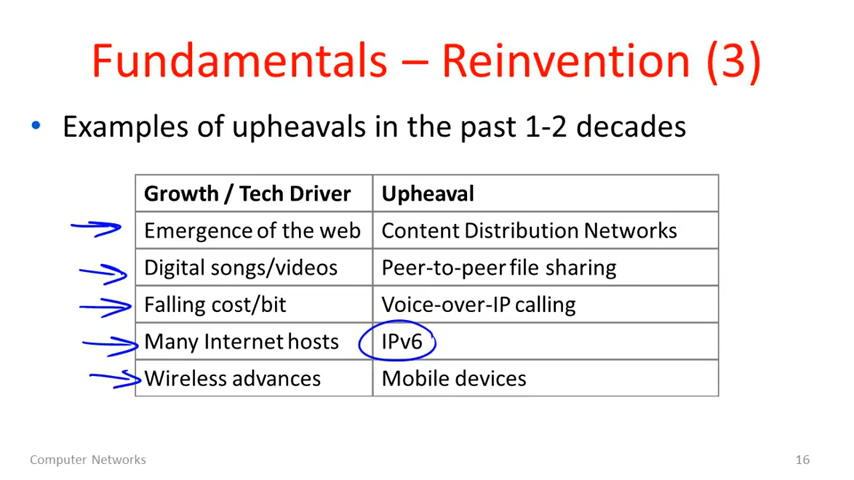 Fundamentals – Reinvention (3)
• Examples of upheavals in the past 1-2 decades
Growth / Tech Driver Upheaval
Emergence of the web Content Distribution Networks
Digital songs/videos Peer-to-peer file sharing
Falling cost/bit Voice-over-IP calling
Many Internet hosts IPv6
Wireless advances Mobile devices
Computer Networks 16